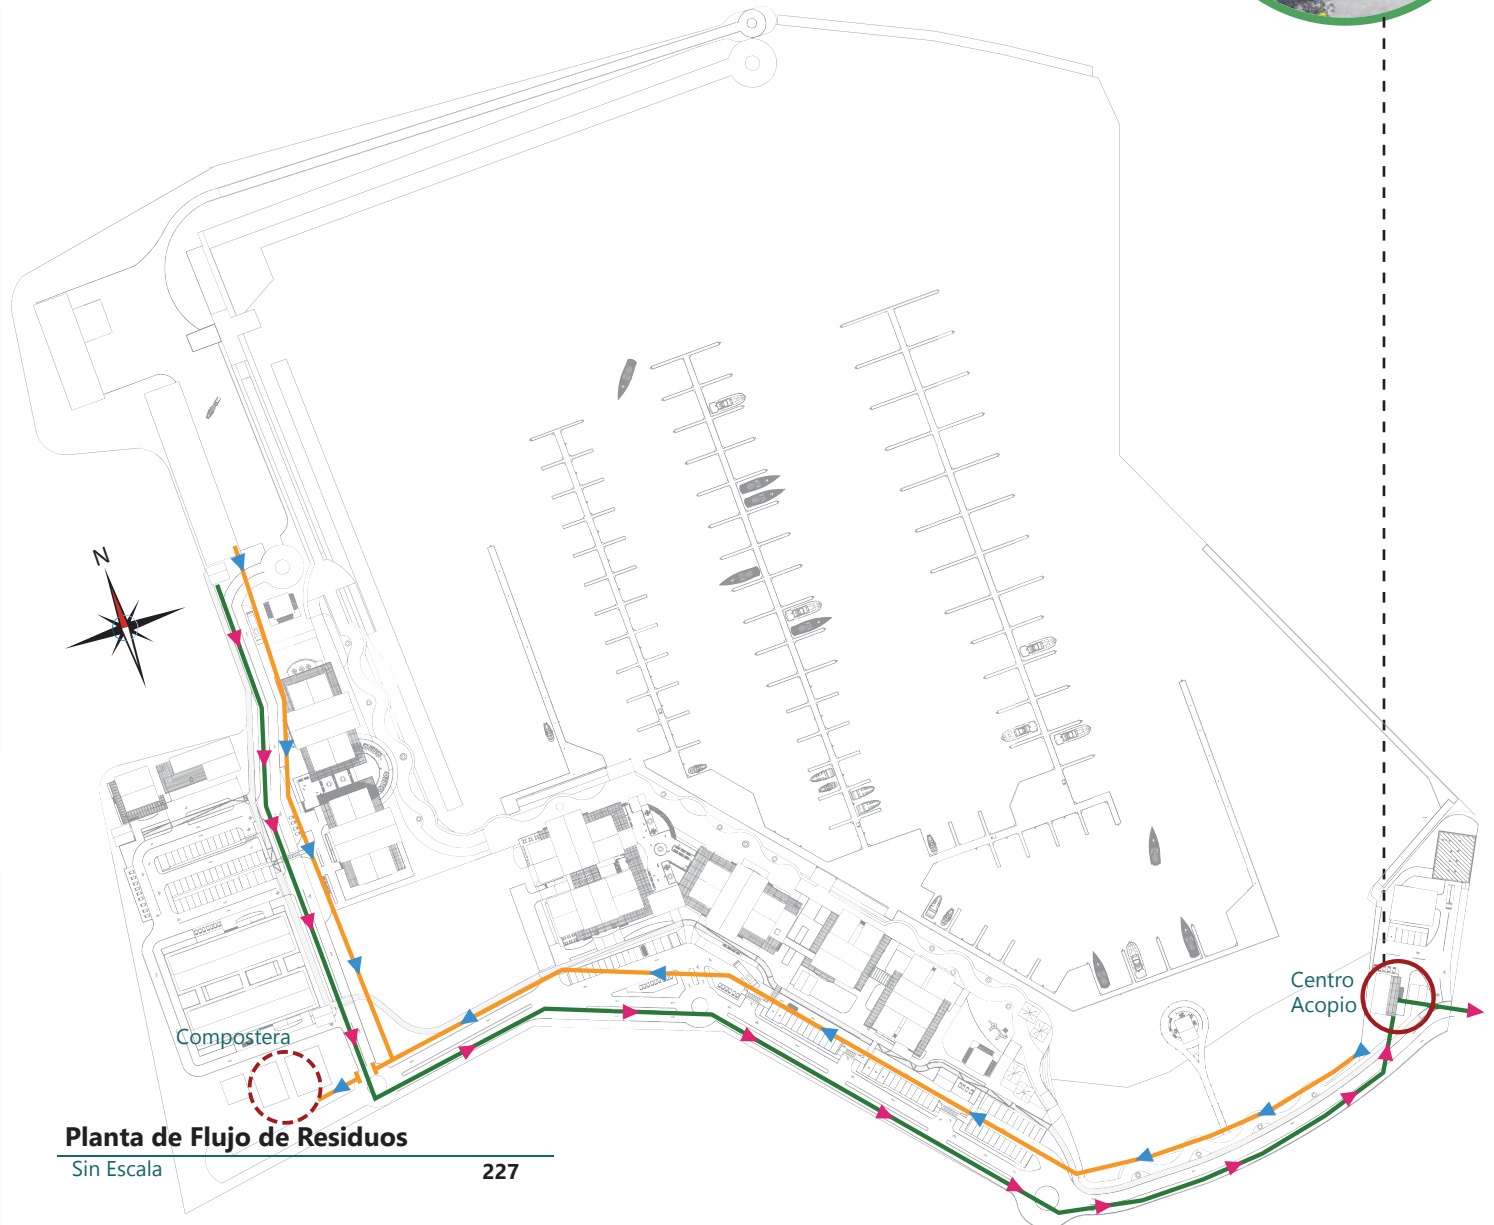 N
Centro
Acopio
Compostera
Planta de Flujo de Residuos
Sin Escala
227